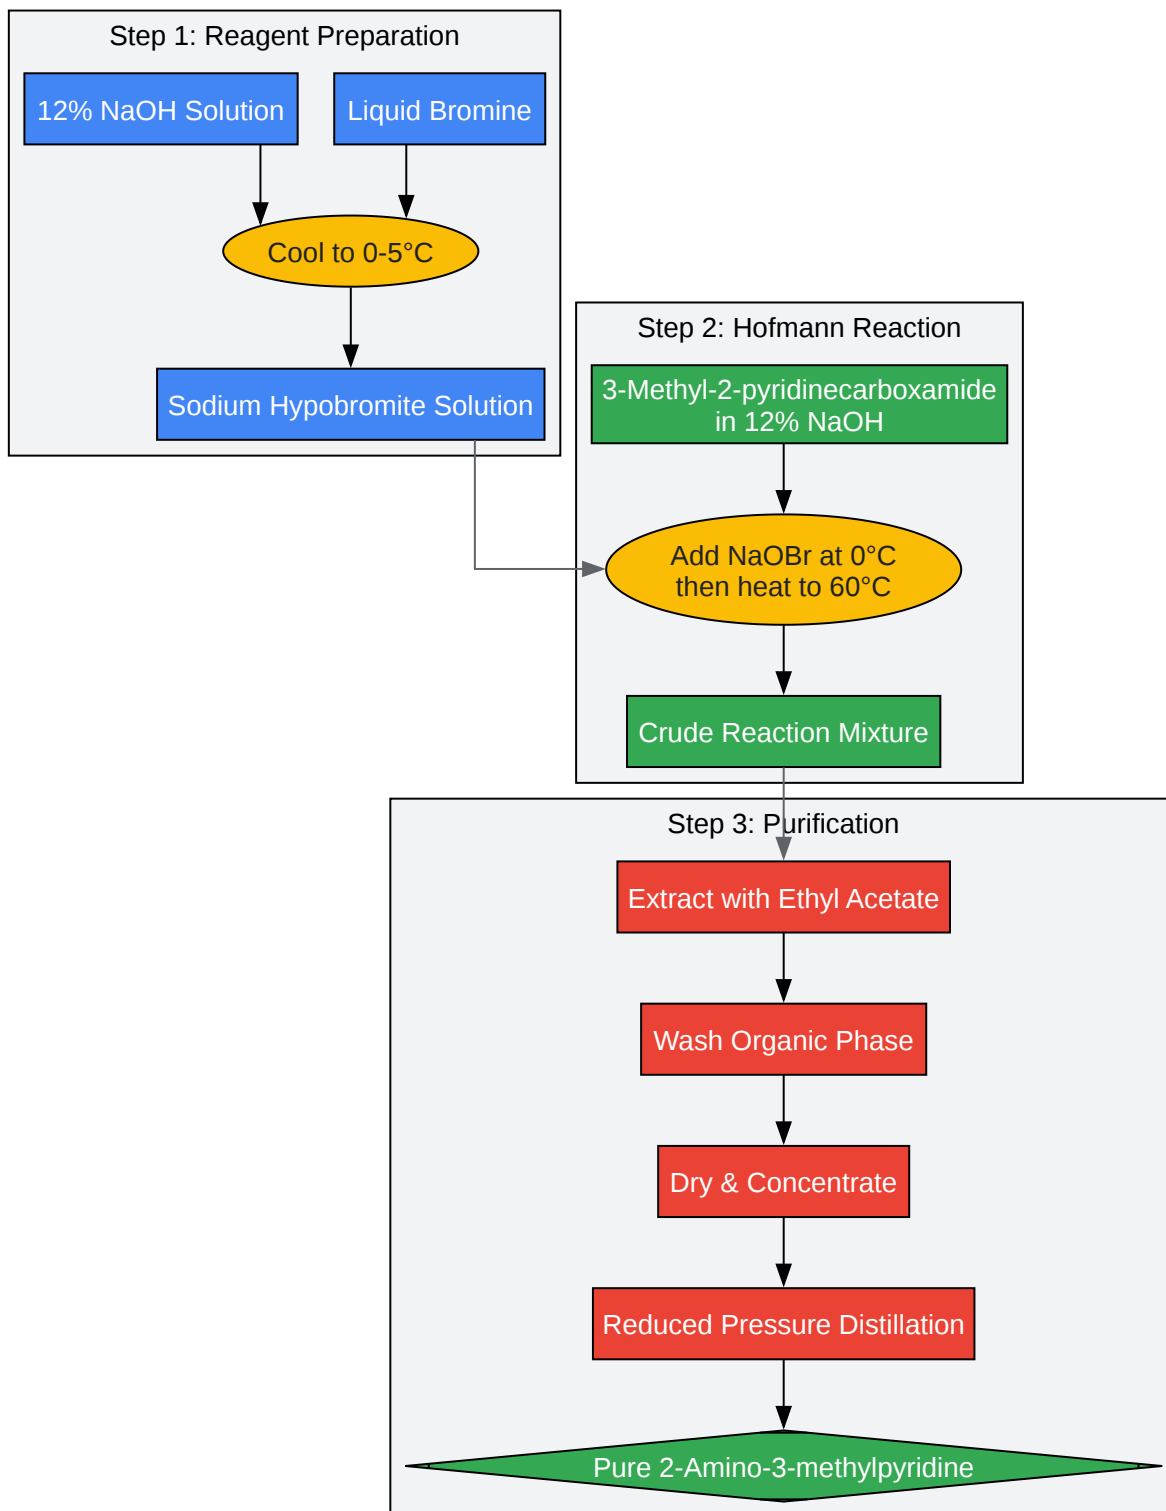 Step 1: Reagent Preparation
12% NaOH Solution
Liquid Bromine
Cool to 0-5°C
Sodium Hypobromite Solution
Step 2: Hofmann Reaction
3-Methyl-2-pyridinecarboxamide
in 12% NaOH
Add NaOBr at 0°C
then heat to 60°C
Crude Reaction Mixture
Step 3: Purification
Extract with Ethyl Acetate
Wash Organic Phase
Dry & Concentrate
Reduced Pressure Distillation
Pure 2-Amino-3-methylpyridine